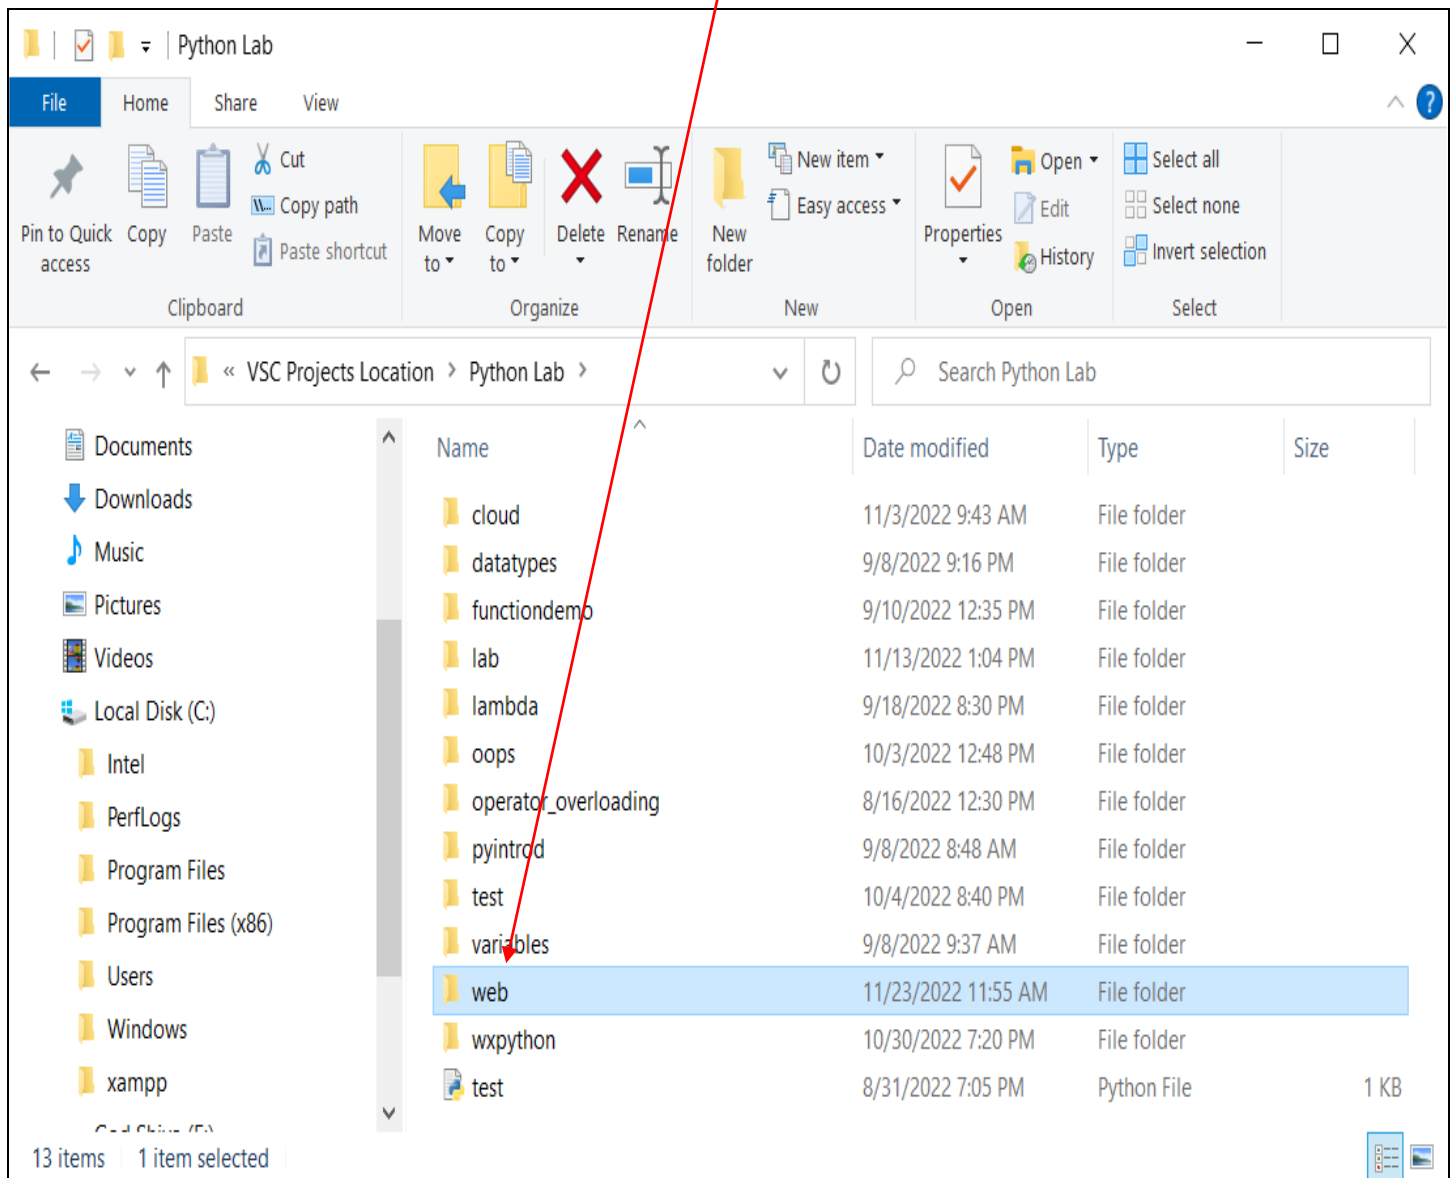 Python Lab
File Home Share View
Pin to Quick access
Copy
Paste
Cut
Copy path
Paste shortcut
Move to
Copy to
Delete
Rename
New folder
New item
Easy access
Properties
Open
Edit
History
Select all
Select none
Invert selection
Clipboard Organize New Open Select
« VSC Projects Location > Python Lab >
Search Python Lab
Documents
Downloads
Music
Pictures
Videos
Local Disk (C:)
Intel
PerfLogs
Program Files
Program Files (x86)
Users
Windows
xampp
Name Date modified Type Size
cloud 11/3/2022 9:43 AM File folder
datatypes 9/8/2022 9:16 PM File folder
functiondemo 9/10/2022 12:35 PM File folder
lab 11/13/2022 1:04 PM File folder
lambda 9/18/2022 8:30 PM File folder
oops 10/3/2022 12:48 PM File folder
operator_overloading 8/16/2022 12:30 PM File folder
pyintrod 9/8/2022 8:48 AM File folder
test 10/4/2022 8:40 PM File folder
variables 9/8/2022 9:37 AM File folder
web 11/23/2022 11:55 AM File folder
wxpython 10/30/2022 7:20 PM File folder
test 8/31/2022 7:05 PM Python File 1 KB
13 items 1 item selected